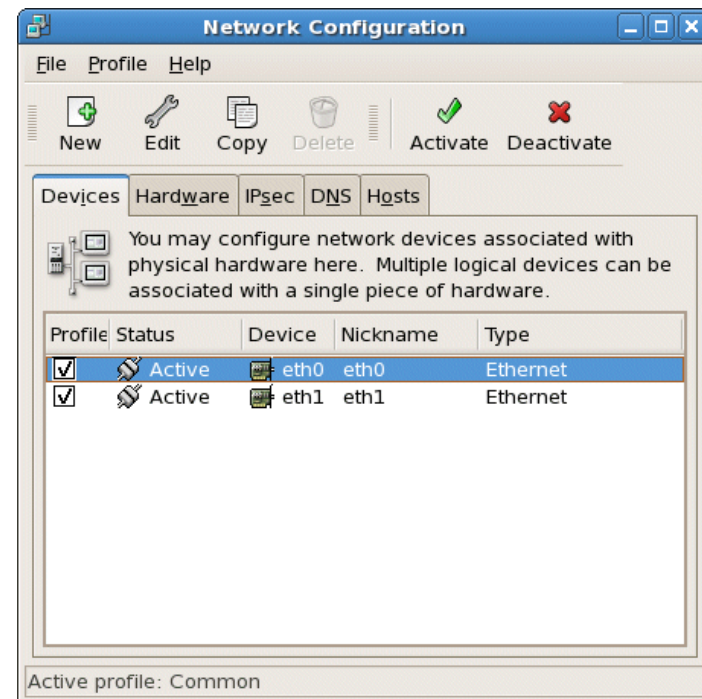 Network Configuration
File Profile Help
New Edit Copy Delete Activate Deactivate
Devices Hardware IPsec DNS Hosts
You may configure network devices associated with
physical hardware here. Multiple logical devices can be
associated with a single piece of hardware.
Profile Status Device Nickname Type
Active eth0 eth0 Ethernet
Active eth1 eth1 Ethernet
Active profile: Common